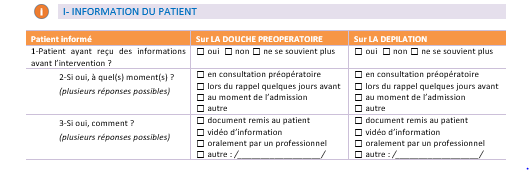 i I- INFORMATION DU PATIENT
Patient informé Sur LA DOUCHE PREOPERATOIRE Sur LA DEPILATION
1-Patient ayant reçu des informations ☐ oui ☐ non ☐ ne se souvient plus ☐ oui ☐ non ☐ ne se souvient plus
avant l'intervention ?
2-Si oui, à quel(s) moment(s) ? ☐ en consultation préopératoire ☐ en consultation préopératoire
(plusieurs réponses possibles) ☐ lors du rappel quelques jours avant ☐ lors du rappel quelques jours avant
☐ au moment de l'admission ☐ au moment de l'admission
☐ autre ☐ autre
3-Si oui, comment ? ☐ document remis au patient ☐ document remis au patient
(plusieurs réponses possibles) ☐ vidéo d'information ☐ vidéo d'information
☐ oralement par un professionnel ☐ oralement par un professionnel
☐ autre : /____________________/ ☐ autre : /____________________/